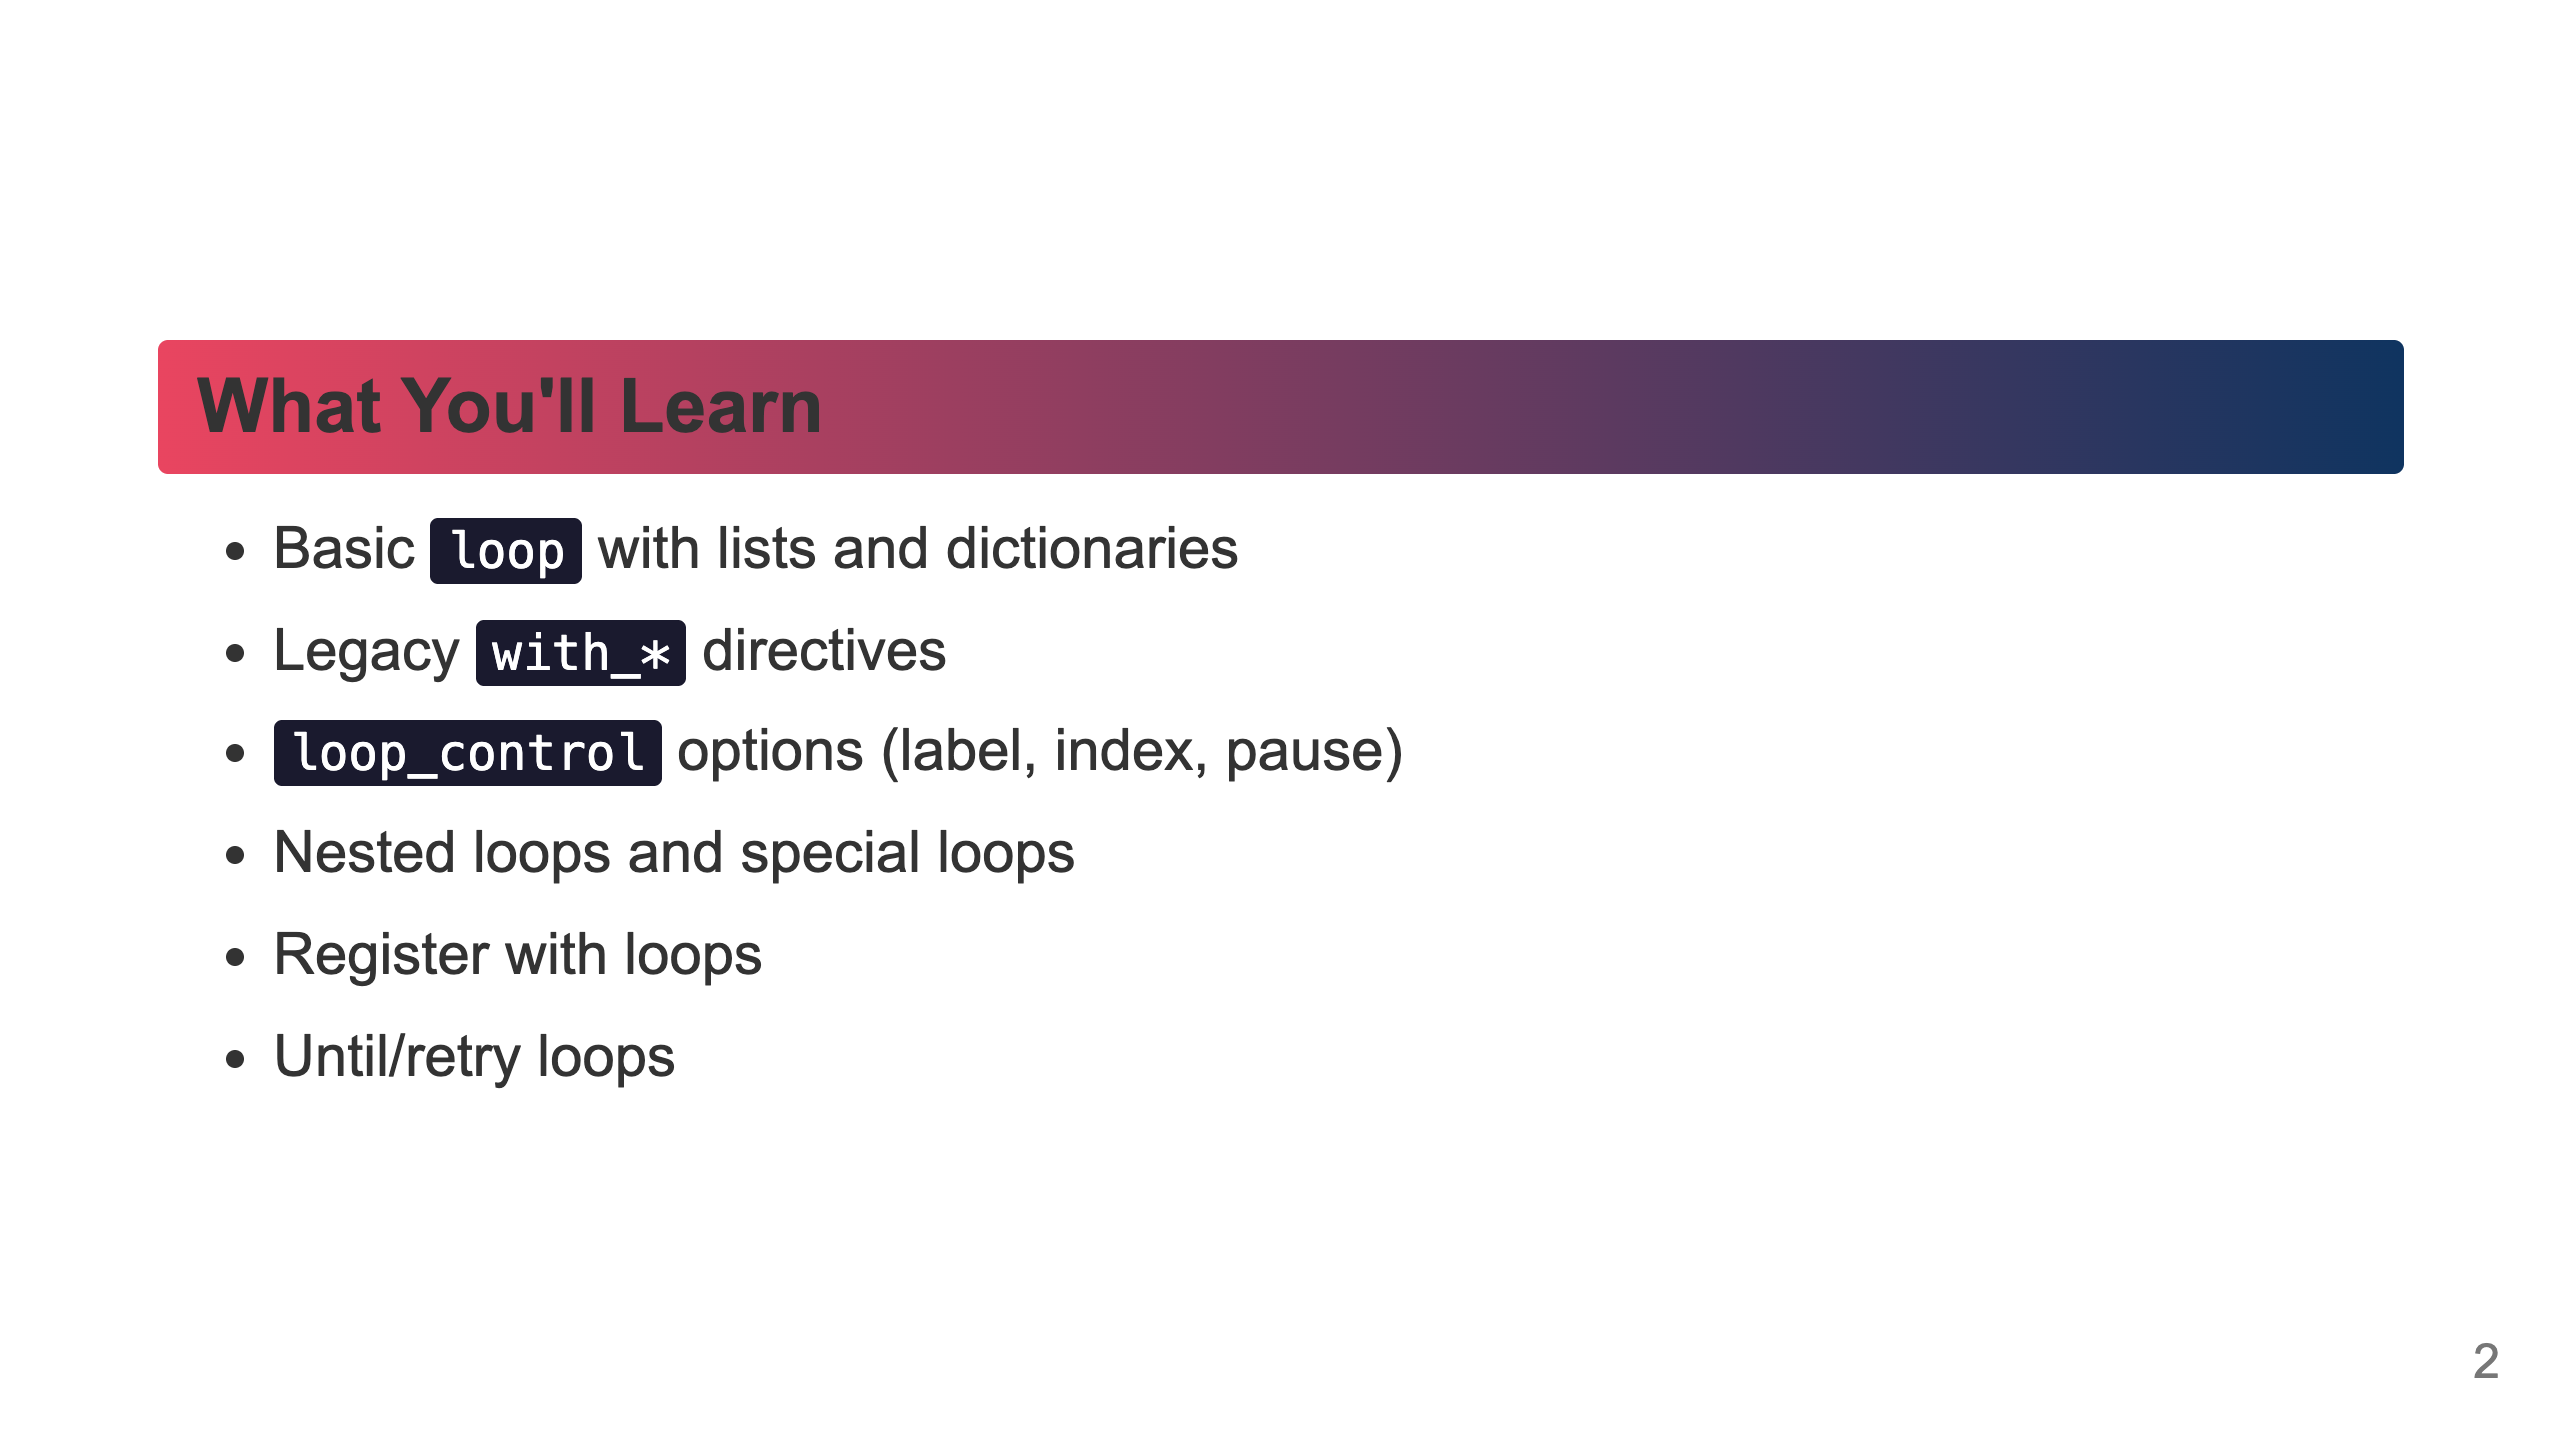 What You'll Learn
• Basic loop with lists and dictionaries
• Legacy with_* directives
• loop_control options (label, index, pause)
• Nested loops and special loops
• Register with loops
• Until/retry loops
2